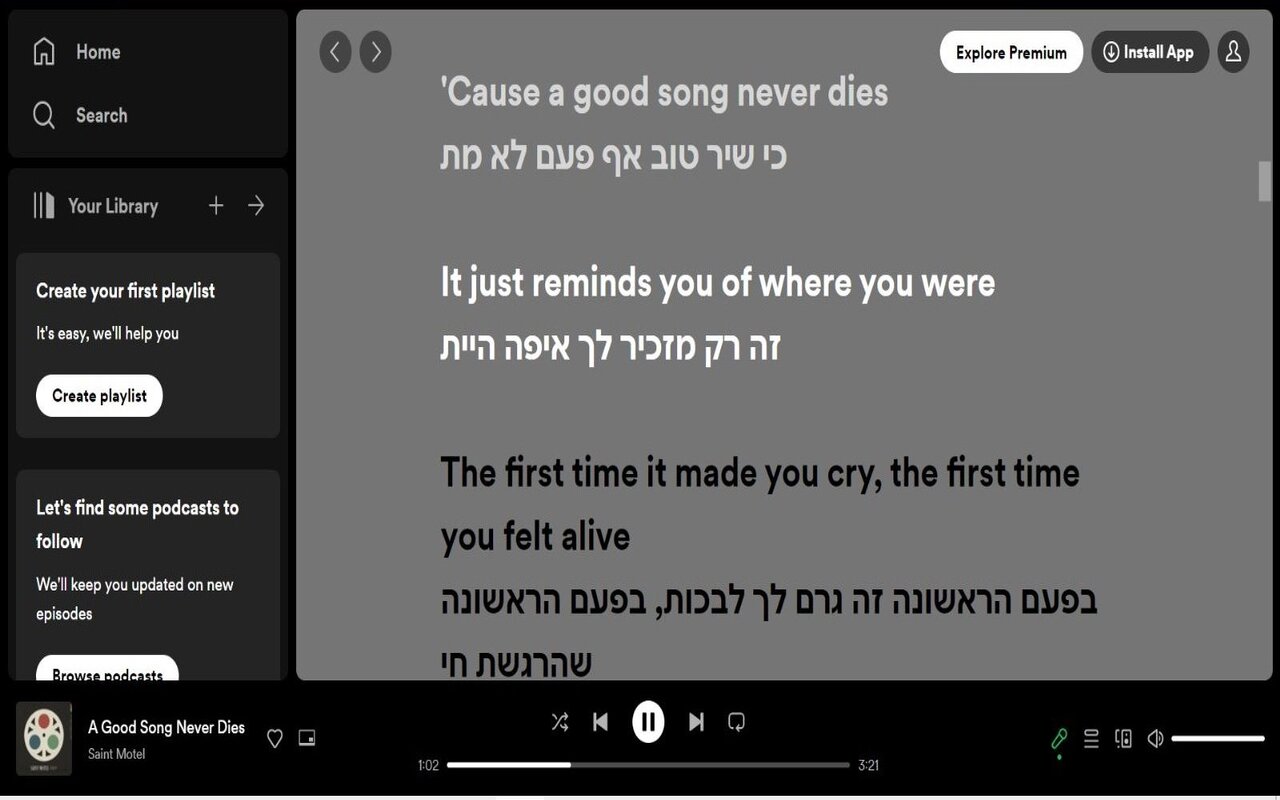 Home
Search
Your Library
Create your first playlist
It's easy, we'll help you
Create playlist
Let's find some podcasts to
follow
We'll keep you updated on new
episodes
Browse podcasts
Explore Premium
Install App
'Cause a good song never dies
כי שיר טוב אף פעם לא מת
It just reminds you of where you were
זה רק מזכיר לך איפה היית
The first time it made you cry, the first time
you felt alive
בפעם הראשונה זה גרם לך לבכות, בפעם הראשונה
שהרגשת חי
A Good Song Never Dies
Saint Motel
1:02
3:21